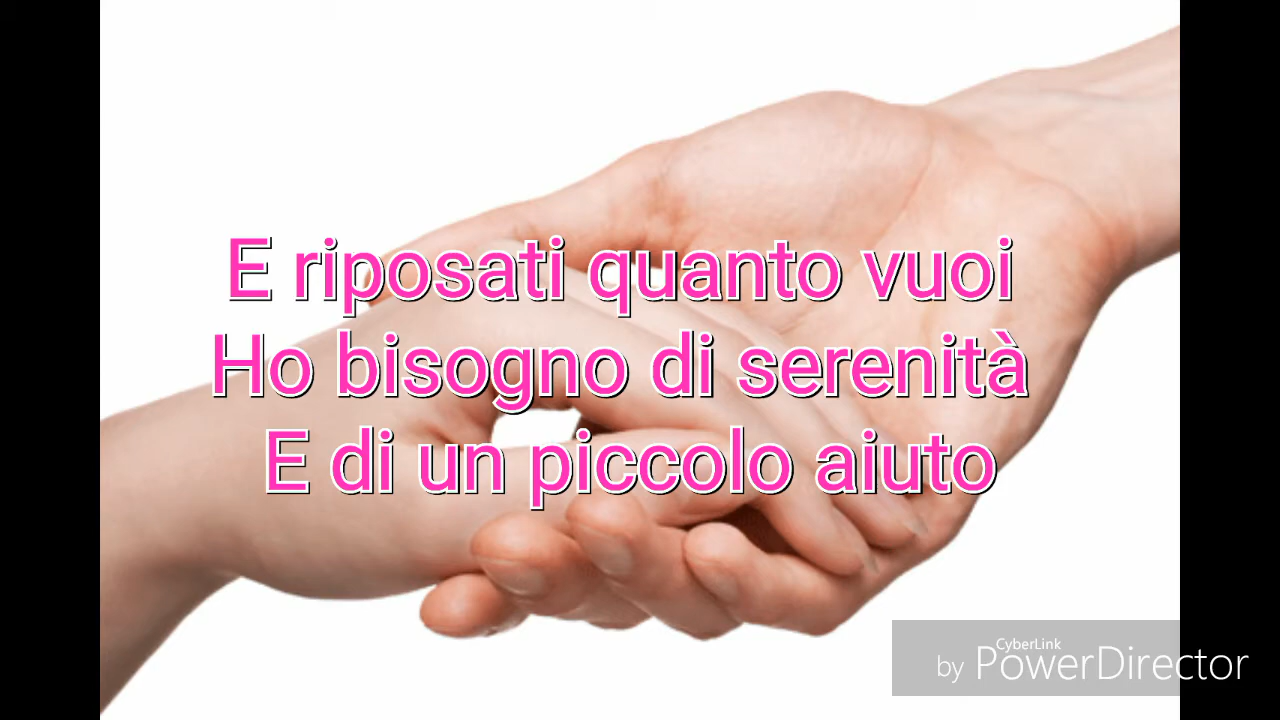 E riposati quanto vuoi
Ho bisogno di serenità
E di un piccolo aiuto
CyberLink
by PowerDirector